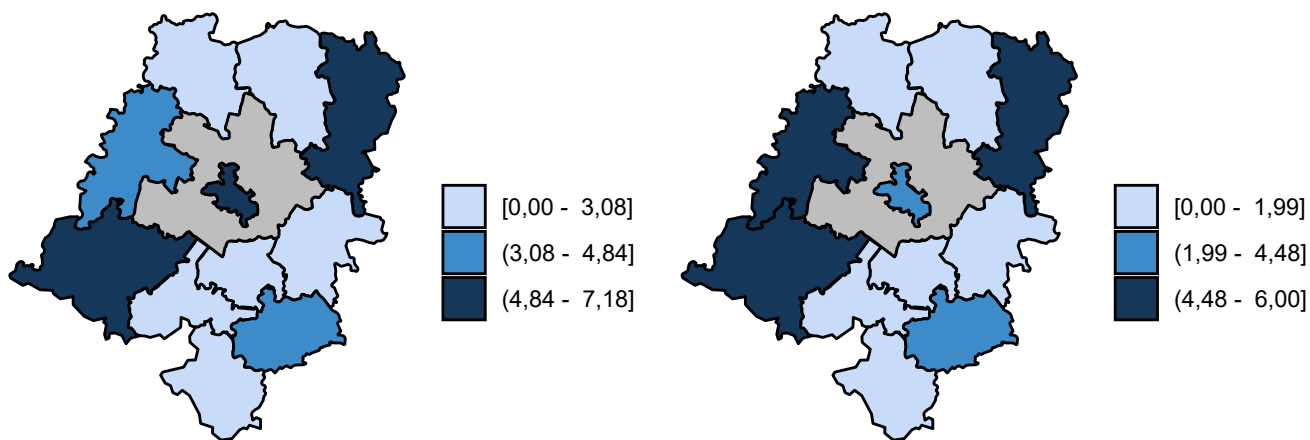 [0,00 - 3,08]
(3,08 - 4,84]
(4,84 - 7,18]
[0,00 - 1,99]
(1,99 - 4,48]
(4,48 - 6,00]